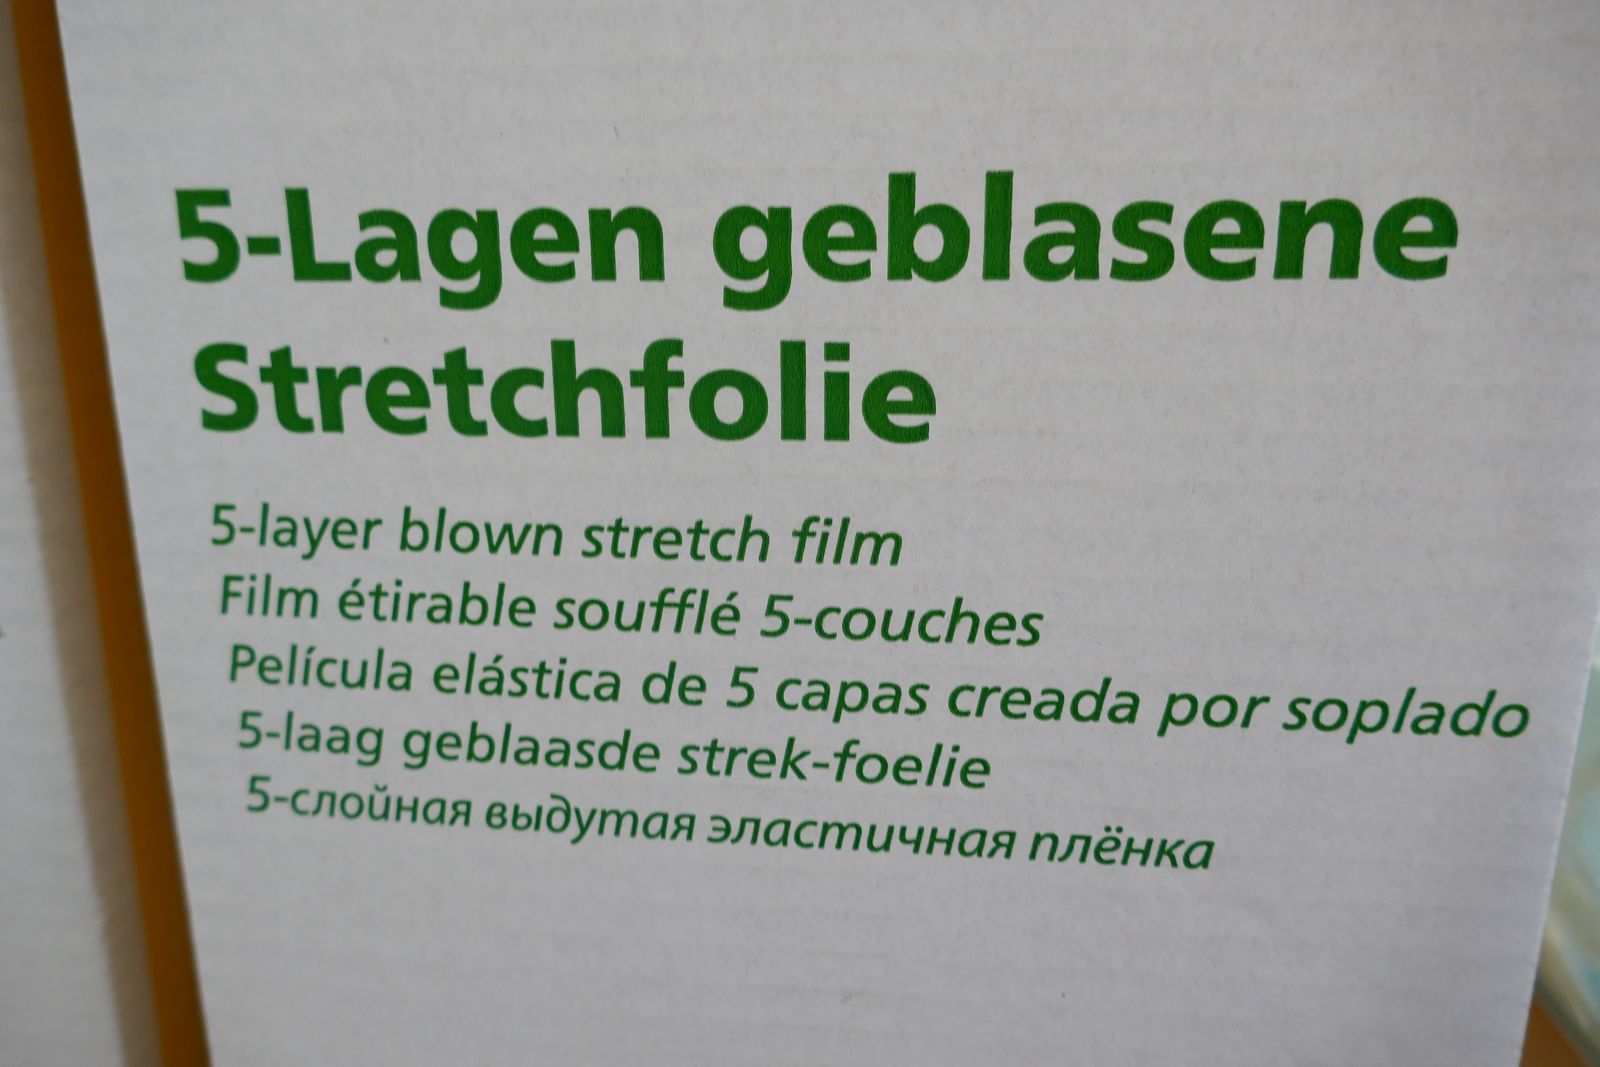 5-Lagen geblasene
Stretchfolie
5-layer blown stretch film
Film étirable soufflé 5-couches
Película elástica de 5 capas creada por soplado
5-laag geblaasde strek-foelie
5-слойная выдутая эластичная плёнка